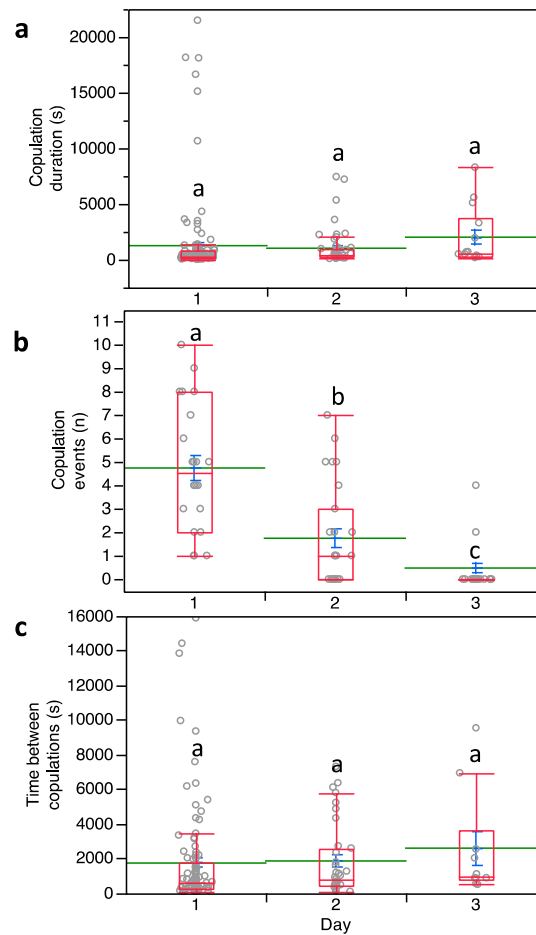 a
20000
15000
10000
5000
0
Copulation
duration (s)
a
a
a
1
2
3
b
11
10
9
8
7
6
5
4
3
2
1
0
Copulation
events (n)
a
b
c
1
2
3
c
16000
14000
12000
10000
8000
6000
4000
2000
0
Time between
copulations (s)
a
a
a
1
2
3
Day